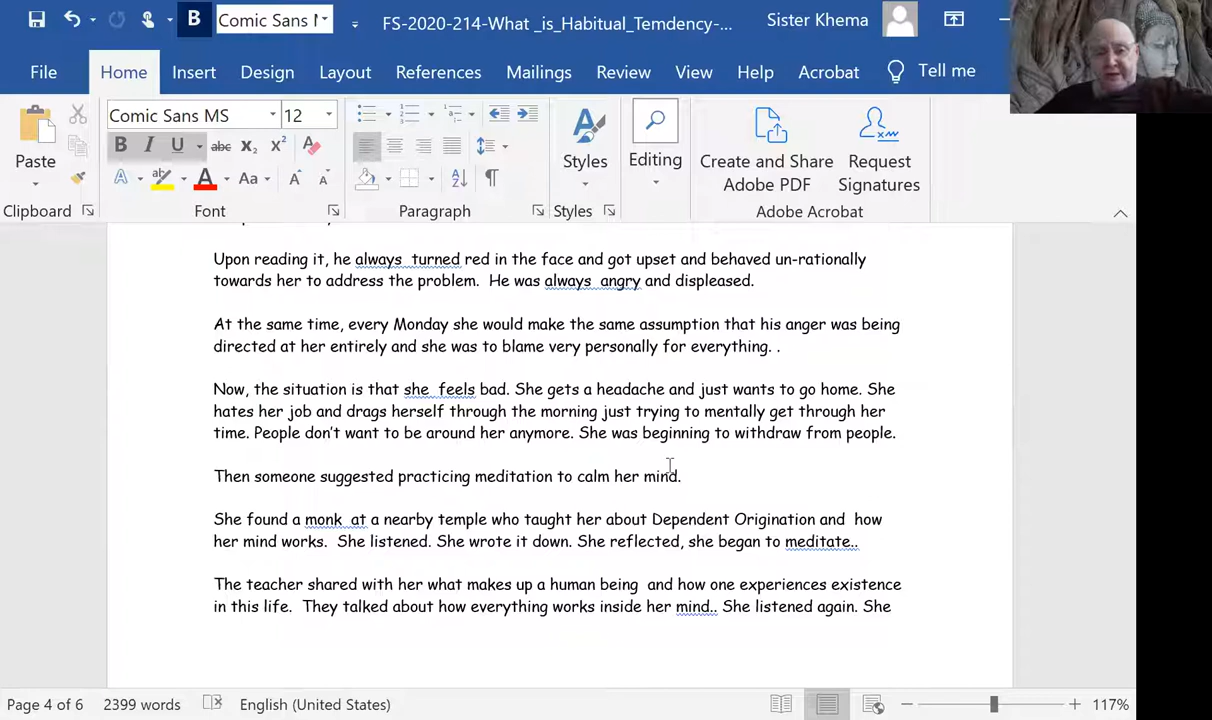 Comic Sans M
FS-2020-214-What _is_Habitual_Temdency-...
Sister Khema
File Home Insert Design Layout References Mailings Review View Help Acrobat Tell me
Comic Sans MS 12
Paste
Styles
Editing
Create and Share
Adobe PDF
Request
Signatures
Clipboard Font Paragraph Styles Adobe Acrobat
Upon reading it, he always  turned red in the face and got upset and behaved un-rationally
towards her to address the problem.  He was always  angry and displeased.
At the same time, every Monday she would make the same assumption that his anger was being
directed at her entirely and she was to blame very personally for everything. .
Now, the situation is that she  feels bad. She gets a headache and just wants to go home. She
hates her job and drags herself through the morning just trying to mentally get through her
time. People don't want to be around her anymore. She was beginning to withdraw from people.
Then someone suggested practicing meditation to calm her mind.
She found a monk  at a nearby temple who taught her about Dependent Origination and  how
her mind works.  She listened. She wrote it down. She reflected, she began to meditate..
The teacher shared with her what makes up a human being  and how one experiences existence
in this life.  They talked about how everything works inside her mind.. She listened again. She
Page 4 of 6 2399 words English (United States) 117%